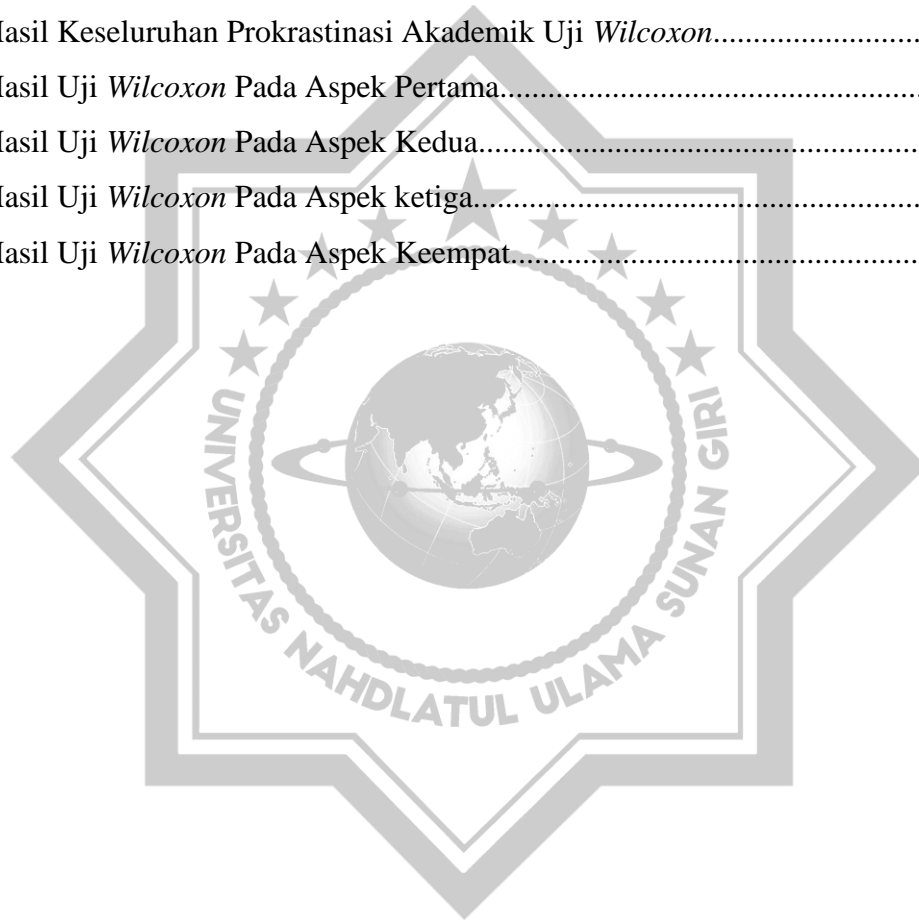 Hasil Keseluruhan Prokrastinasi Akademik Uji Wilcoxon..........................
Hasil Uji Wilcoxon Pada Aspek Pertama....................................................
Hasil Uji Wilcoxon Pada Aspek Kedua.......................................................
Hasil Uji Wilcoxon Pada Aspek ketiga.......................................................
Hasil Uji Wilcoxon Pada Aspek Keempat...................................................
UNIVERSITAS NAHDLATUL ULAMA SUNAN GIRI